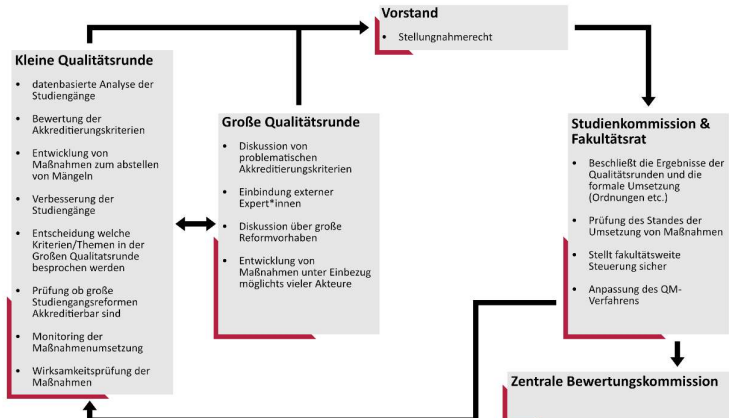 Vorstand
• Stellungnahmerecht
Kleine Qualitätsrunde
• datenbasierte Analyse der
Studiengänge
• Bewertung der
Akkreditierungskriterien
• Entwicklung von
Maßnahmen zum abstellen
von Mängeln
• Verbesserung der
Studiengänge
• Entscheidung welche
Kriterien/Themen in der
Großen Qualitatsrunde
besprochen werden
• Prüfung ob große
Studiengangsreformen
Akkreditierbar sind
• Monitoring der
Maßnahmenumsetzung
• Wirksamkeitsprüfung der
Maßnahmen
Große Qualitätsrunde
• Diskussion von
problematischen
Akkreditierungskriterien
• Einbindung externer
Expert*innen
• Diskussion über große
Reformvorhaben
• Entwicklung von
Maßnahmen unter Einbezug
möglichts vieler Akteure
Studienkommission &
Fakultätsrat
• Beschließt die Ergebnisse der
Qualitätsrunden und die
formale Umsetzung
(Ordnungen etc.)
• Prüfung des Standes der
Umsetzung von Maßnahmen
• Stellt fakultätsweite
Steuerung sicher
• Anpassung des QM-
Verfahrens
Zentrale Bewertungskommission